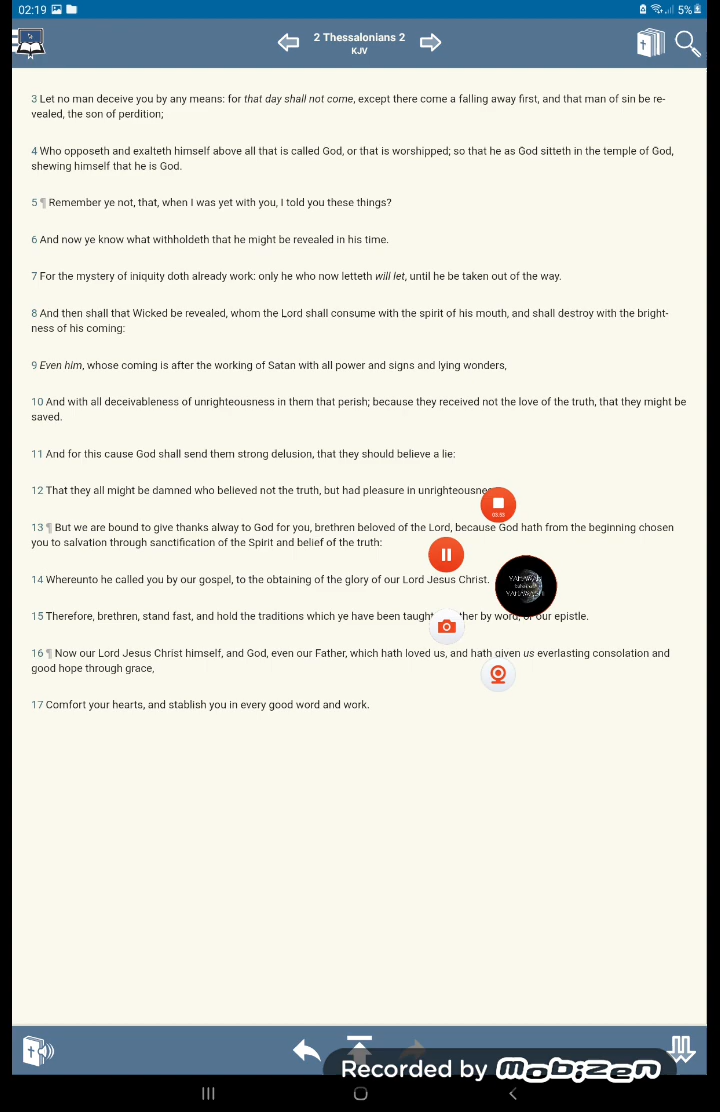 02:19
5%
2 Thessalonians 2
KJV
3 Let no man deceive you by any means: for that day shall not come, except there come a falling away first, and that man of sin be re-
vealed, the son of perdition;
4 Who opposeth and exalteth himself above all that is called God, or that is worshipped; so that he as God sitteth in the temple of God,
shewing himself that he is God.
5 ¶ Remember ye not, that, when I was yet with you, I told you these things?
6 And now ye know what withholdeth that he might be revealed in his time.
7 For the mystery of iniquity doth already work: only he who now letteth will let, until he be taken out of the way.
8 And then shall that Wicked be revealed, whom the Lord shall consume with the spirit of his mouth, and shall destroy with the bright-
ness of his coming:
9 Even him, whose coming is after the working of Satan with all power and signs and lying wonders,
10 And with all deceivableness of unrighteousness in them that perish; because they received not the love of the truth, that they might be
saved.
11 And for this cause God shall send them strong delusion, that they should believe a lie:
12 That they all might be damned who believed not the truth, but had pleasure in
03:53
13 ¶ But we are bound to give thanks alway to God for you, brethren beloved of the Lord, because God hath from the beginning chosen
you to salvation through sanctification of the Spirit and belief of the truth:
14 Whereunto he called you by our gospel, to the obtaining of the glory of our Lord Jesus Christ.
15 Therefore, brethren, stand fast, and hold the traditions which ye have been taught by word, our epistle.
16 ¶ Now our Lord Jesus Christ himself, and God, even our Father, which hath loved us, and hath given us everlasting consolation and
good hope through grace,
17 Comfort your hearts, and stablish you in every good word and work.
Recorded by mobizen